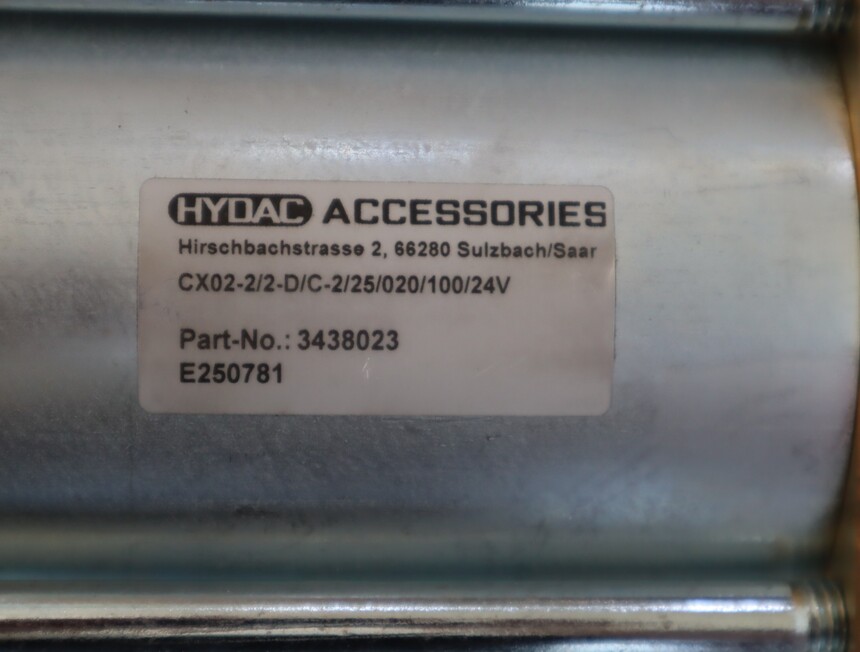 HYDAC ACCESSORIES
Hirschbachstrasse 2, 66280 Sulzbach/Saar
CX02-2/2-D/C-2/25/020/100/24V
Part-No.: 3438023
E250781